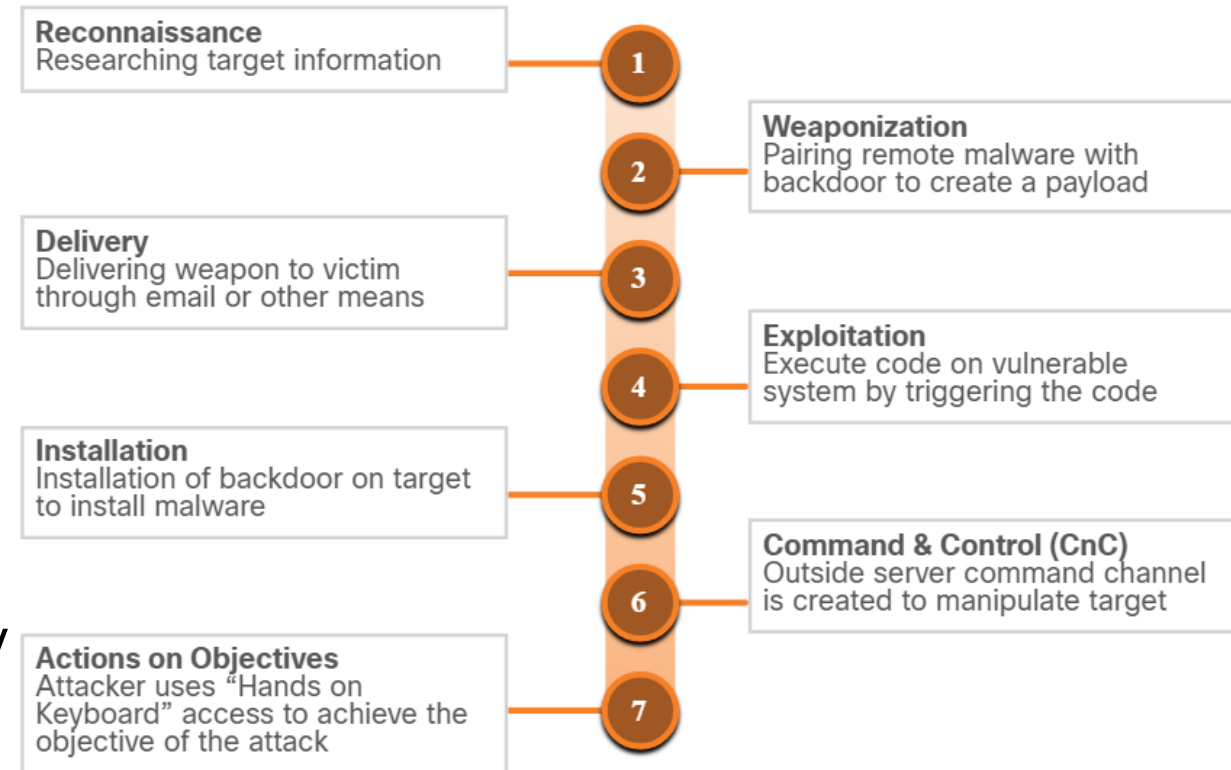 Reconnaissance
Researching target information
1
Weaponization
Pairing remote malware with
backdoor to create a payload
2
Delivery
Delivering weapon to victim
through email or other means
3
Exploitation
Execute code on vulnerable
system by triggering the code
4
Installation
Installation of backdoor on target
to install malware
5
Command & Control (CnC)
Outside server command channel
is created to manipulate target
6
Actions on Objectives
Attacker uses “Hands on
Keyboard” access to achieve the
objective of the attack
7